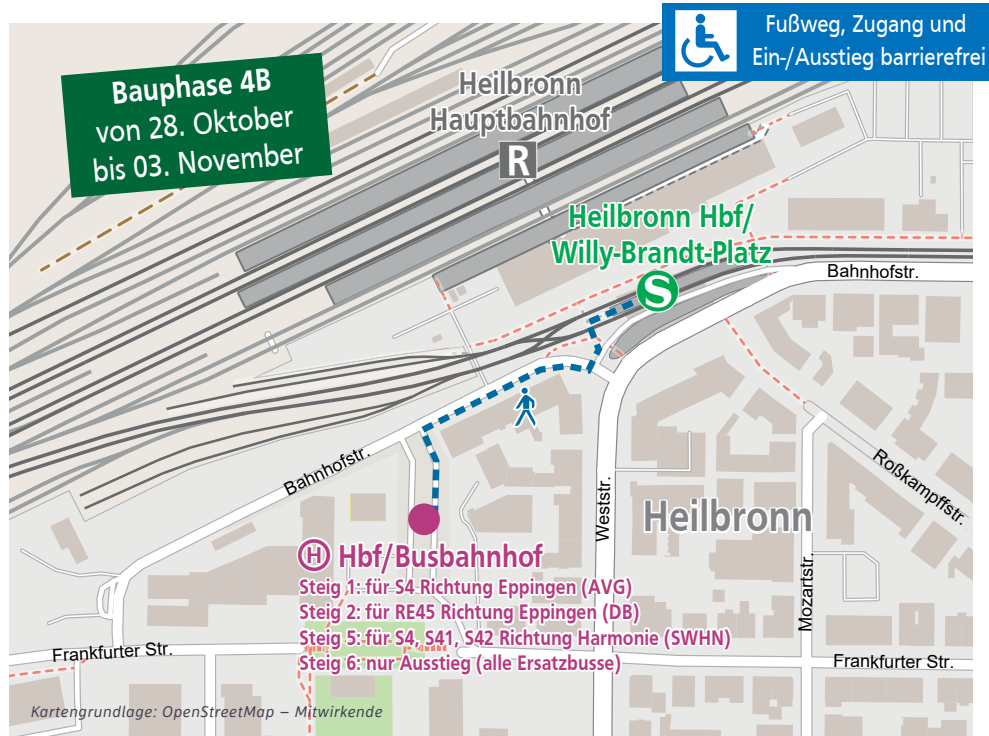 Fußweg, Zugang und
Ein-/Ausstieg barrierefrei
Bauphase 4B
von 28. Oktober
bis 03. November
Heilbronn
Hauptbahnhof
R
Heilbronn Hbf/
Willy-Brandt-Platz
S
Bahnhofstr.
Bahnhofstr.
Roßkampffstr.
Weststr.
Heilbronn
Mozartstr.
H Hbf/Busbahnhof
Steig 1: für S4 Richtung Eppingen (AVG)
Steig 2: für RE45 Richtung Eppingen (DB)
Steig 5: für S4, S41, S42 Richtung Harmonie (SWHN)
Steig 6: nur Ausstieg (alle Ersatzbusse)
Frankfurter Str.
Frankfurter Str.
Kartengrundlage: OpenStreetMap – Mitwirkende